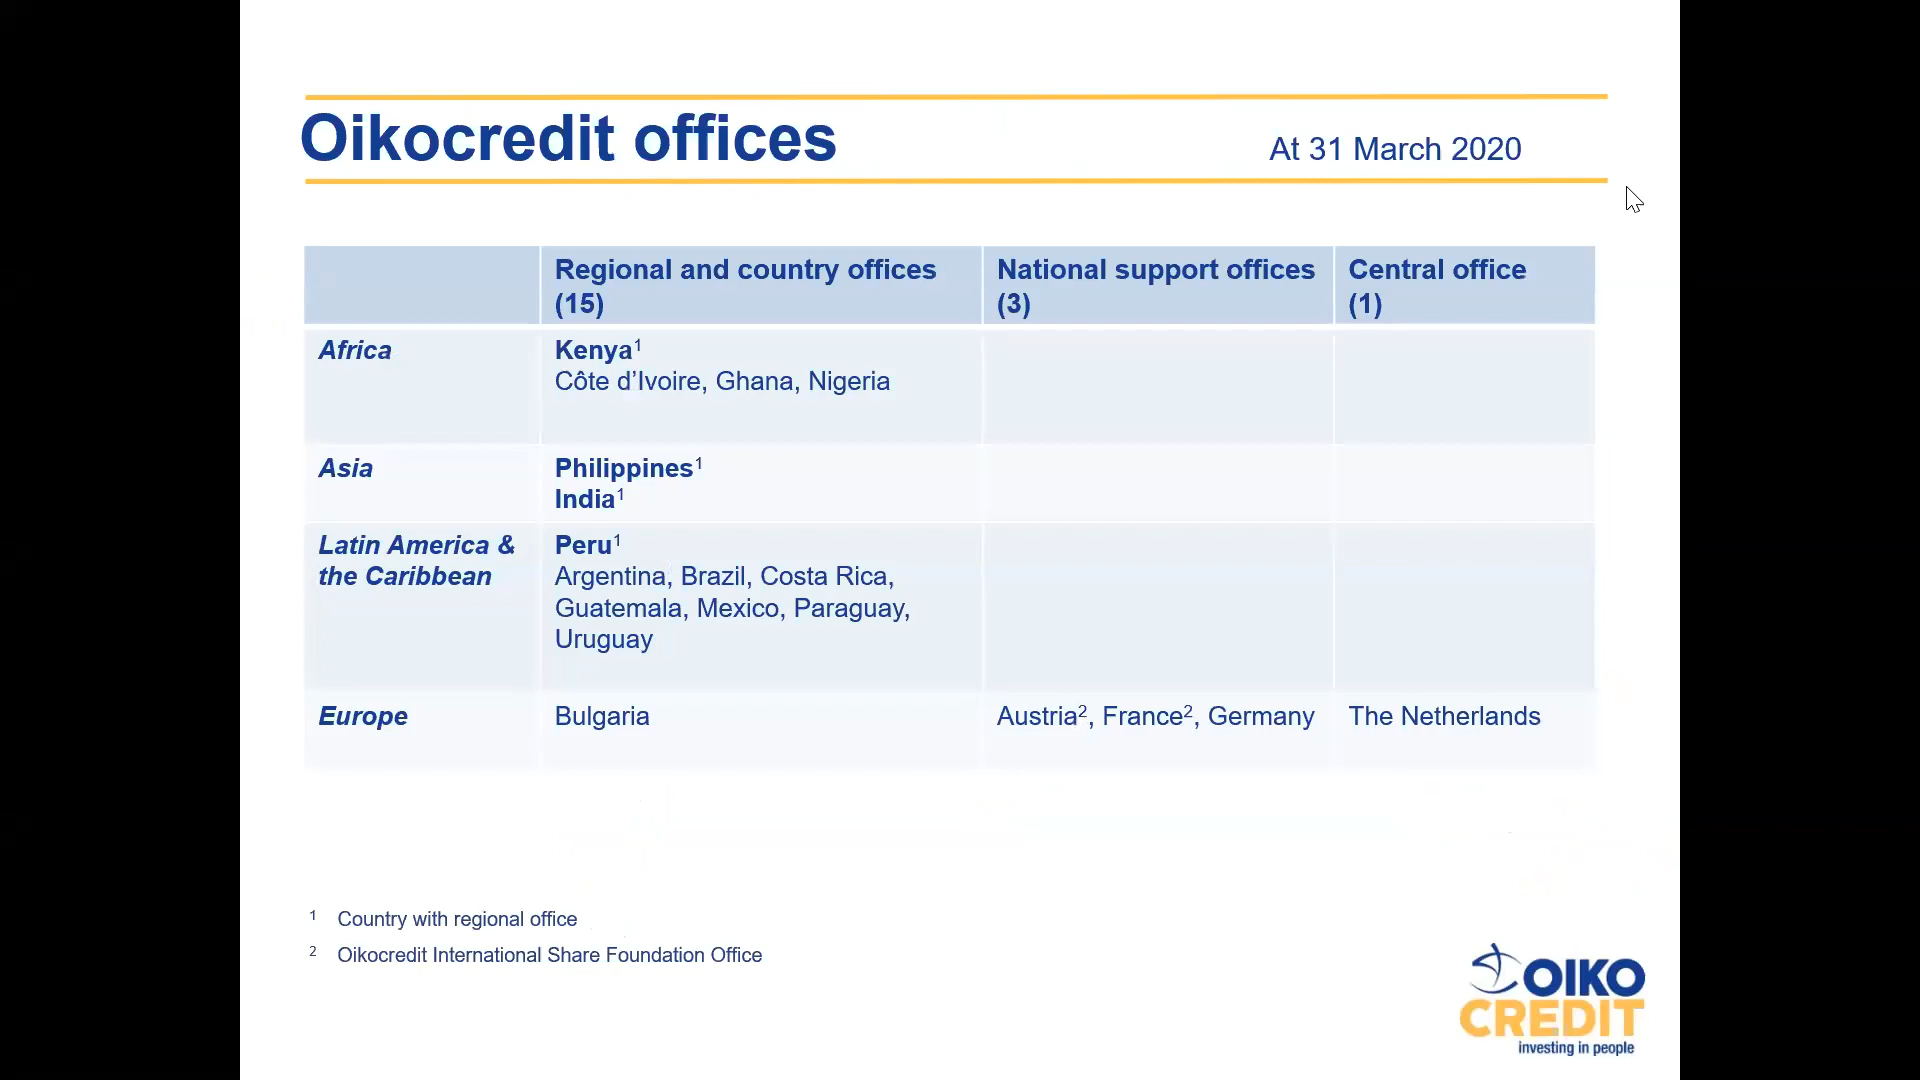 Oikocredit offices
At 31 March 2020
Regional and country offices
(15)
National support offices
(3)
Central office
(1)
Africa
Kenya¹
Côte d’Ivoire, Ghana, Nigeria
Asia
Philippines¹
India¹
Latin America &
the Caribbean
Peru¹
Argentina, Brazil, Costa Rica,
Guatemala, Mexico, Paraguay,
Uruguay
Europe
Bulgaria
Austria², France², Germany
The Netherlands
¹ Country with regional office
² Oikocredit International Share Foundation Office
OIKO
CREDIT
investing in people